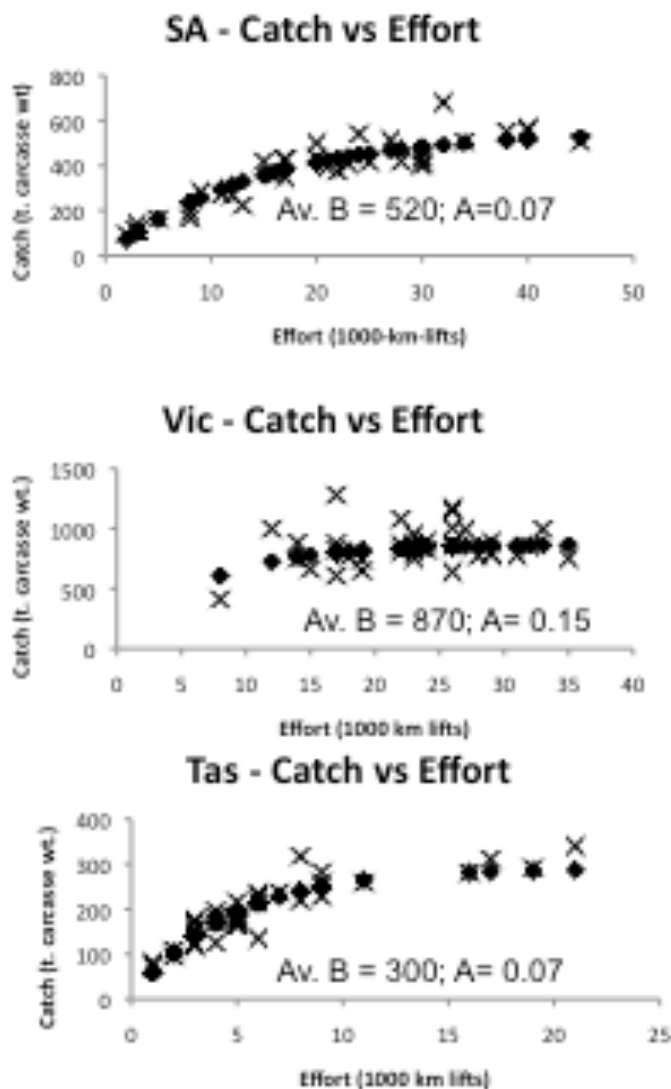 SA - Catch vs Effort
Catch (t. carcasse wt)
800
600
400
200
0
Av. B = 520; A=0.07
0 10 20 30 40 50
Effort (1000-km-lifts)
Vic - Catch vs Effort
Catch (t. carcasse wt.)
1500
1000
500
0
Av. B = 870; A= 0.15
0 5 10 15 20 25 30 35 40
Effort (1000 km lifts)
Tas - Catch vs Effort
Catch (t. carcasse wt.)
400
300
200
100
0
Av. B = 300; A= 0.07
0 5 10 15 20 25
Effort (1000 km lifts)